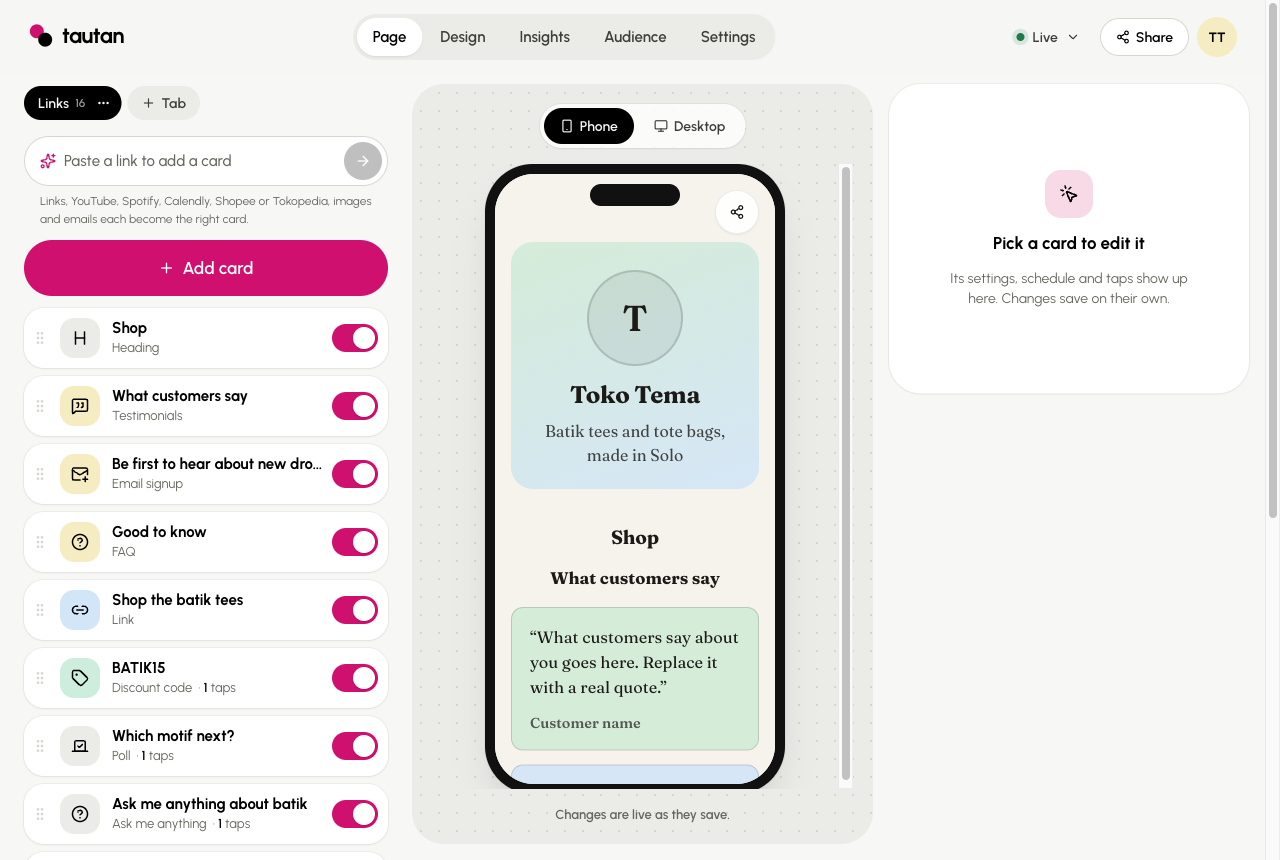 tautan
Page
Design
Insights
Audience
Settings
Live
Share
TT
Links 16
Tab
Paste a link to add a card
Links, YouTube, Spotify, Calendly, Shopee or Tokopedia, images
and emails each become the right card.
Add card
Shop
Heading
What customers say
Testimonials
Be first to hear about new dro...
Email signup
Good to know
FAQ
Shop the batik tees
Link
BATIK15
Discount code · 1 taps
Which motif next?
Poll · 1 taps
Ask me anything about batik
Ask me anything · 1 taps
Phone
Desktop
T
Toko Tema
Batik tees and tote bags,
made in Solo
Shop
What customers say
“What customers say about
you goes here. Replace it
with a real quote.”
Customer name
Changes are live as they save.
Pick a card to edit it
Its settings, schedule and taps show up
here. Changes save on their own.